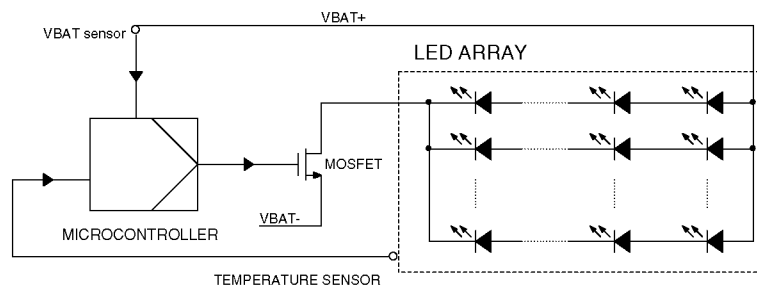 VBAT+
VBAT sensor
LED ARRAY
MOSFET
VBAT-
MICROCONTROLLER
TEMPERATURE SENSOR